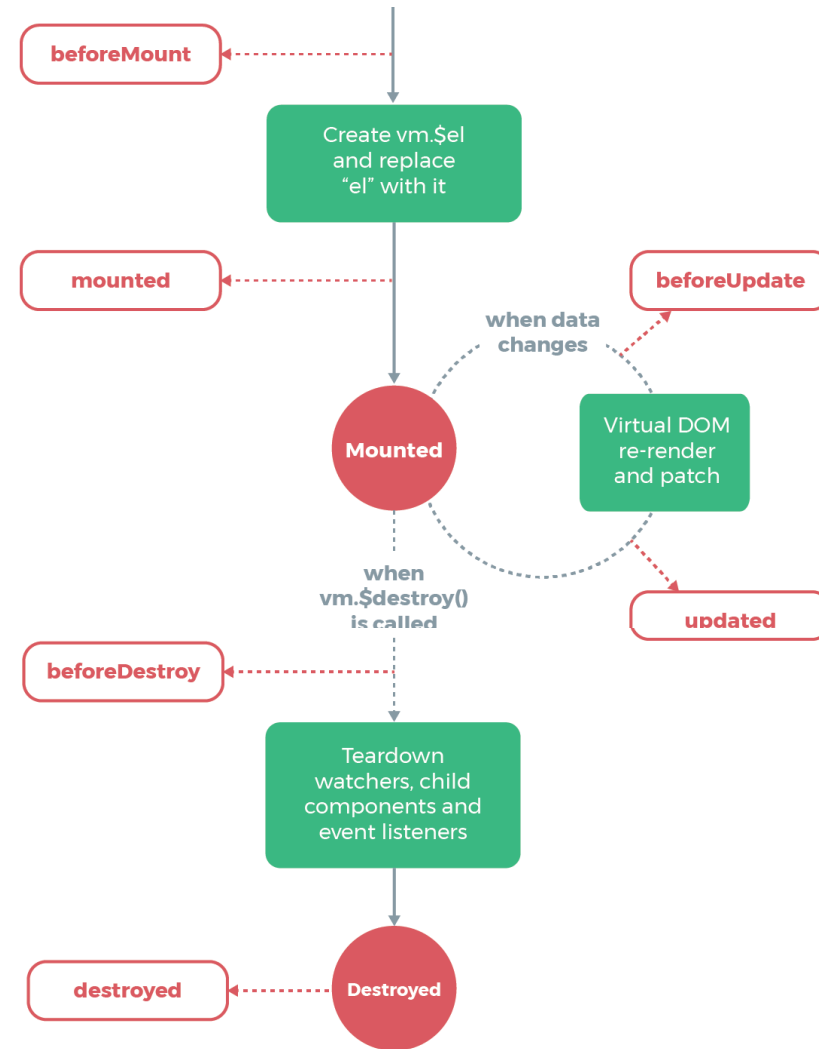 beforeMount
Create vm.$el
and replace
“el” with it
mounted
beforeUpdate
when data
changes
Virtual DOM
re-render
and patch
Mounted
when
vm.$destroy()
is called
updated
beforeDestroy
Teardown
watchers, child
components and
event listeners
destroyed
Destroyed